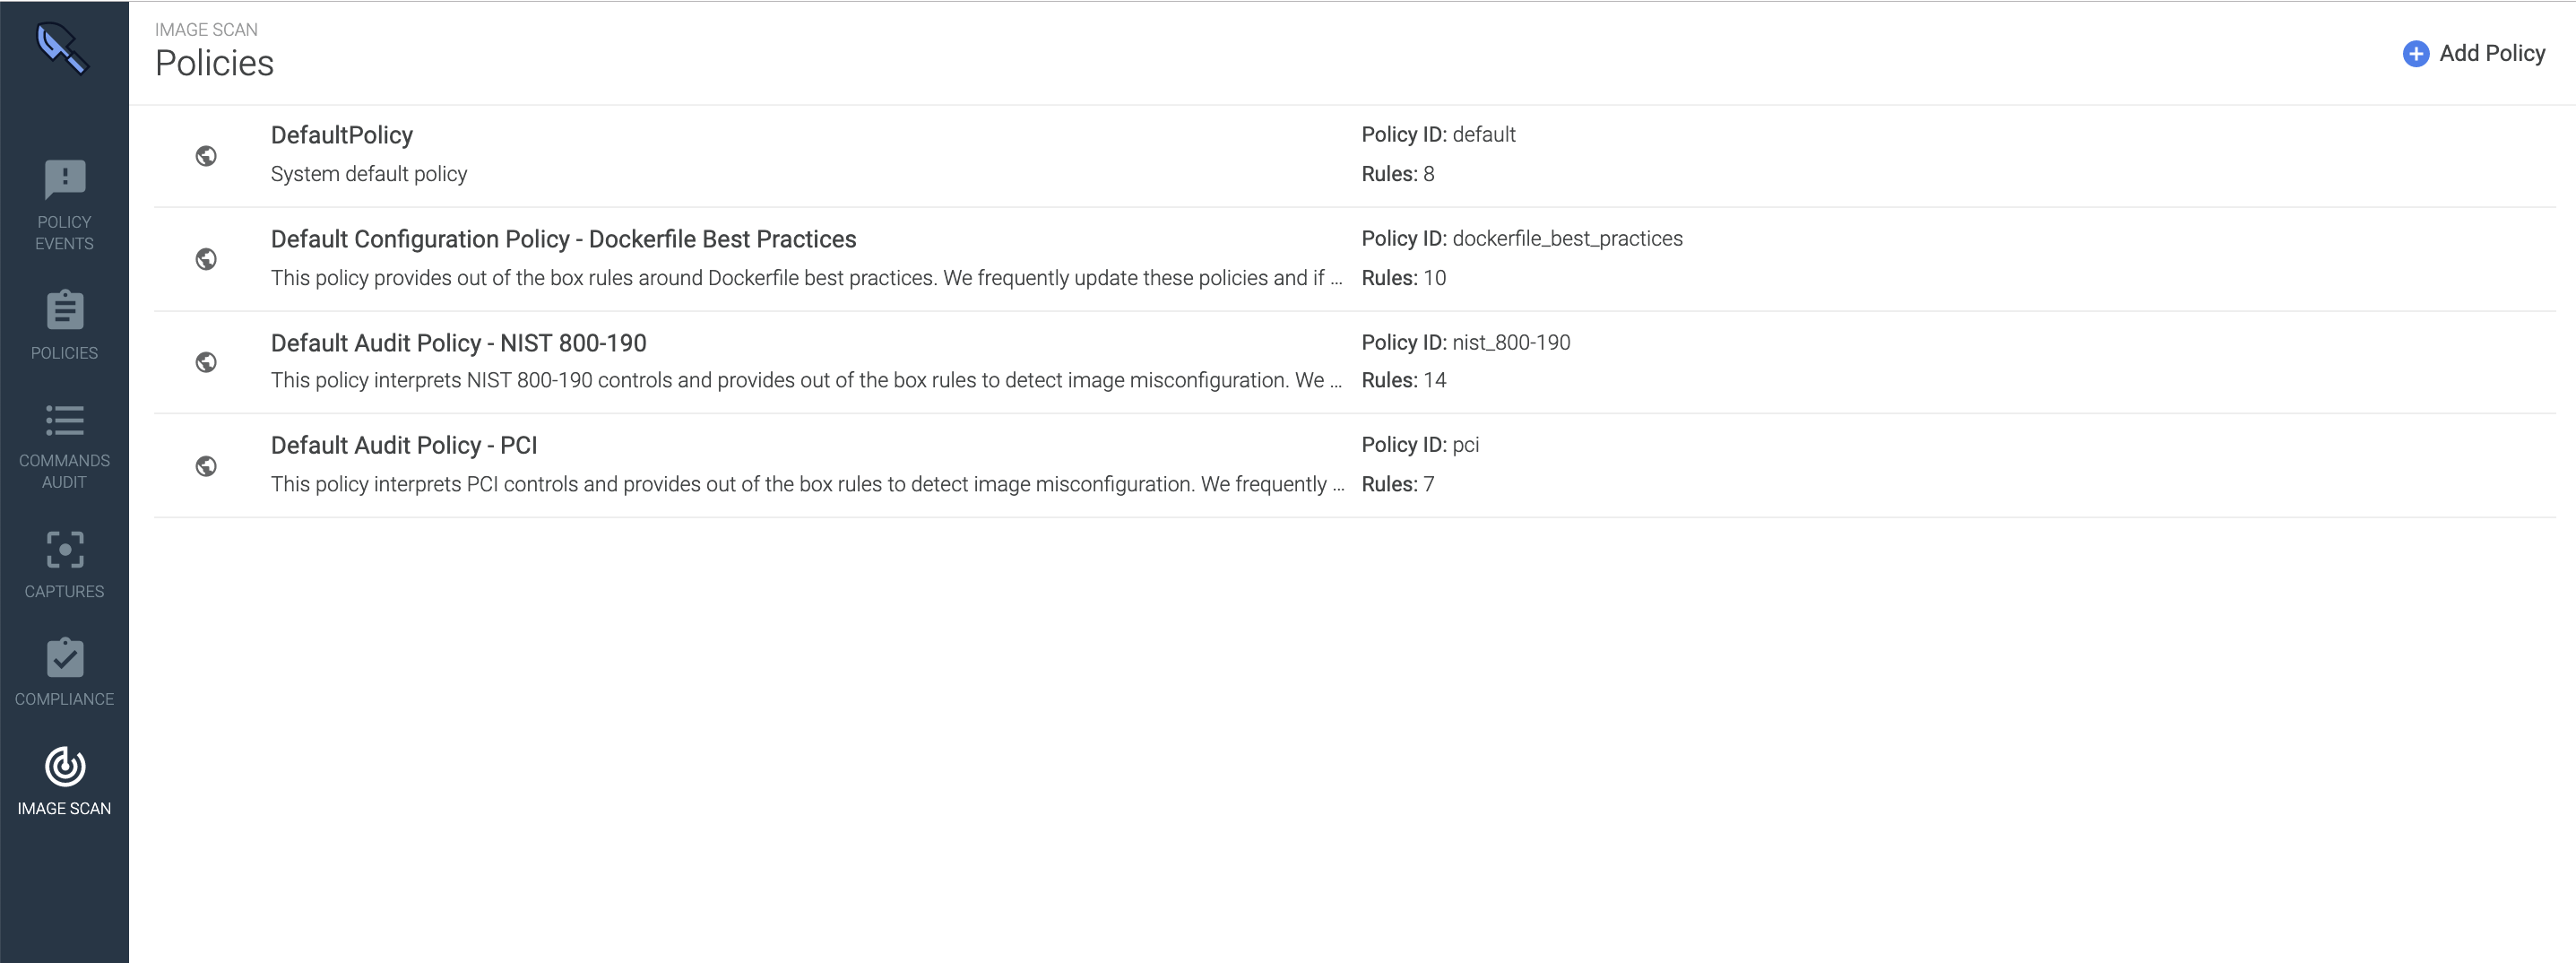 IMAGE SCAN
Policies
Add Policy
POLICY
EVENTS
POLICIES
COMMANDS
AUDIT
CAPTURES
COMPLIANCE
IMAGE SCAN
DefaultPolicy
System default policy
Policy ID: default
Rules: 8
Default Configuration Policy - Dockerfile Best Practices
This policy provides out of the box rules around Dockerfile best practices. We frequently update these policies and if ...
Policy ID: dockerfile_best_practices
Rules: 10
Default Audit Policy - NIST 800-190
This policy interprets NIST 800-190 controls and provides out of the box rules to detect image misconfiguration. We ...
Policy ID: nist_800-190
Rules: 14
Default Audit Policy - PCI
This policy interprets PCI controls and provides out of the box rules to detect image misconfiguration. We frequently ...
Policy ID: pci
Rules: 7